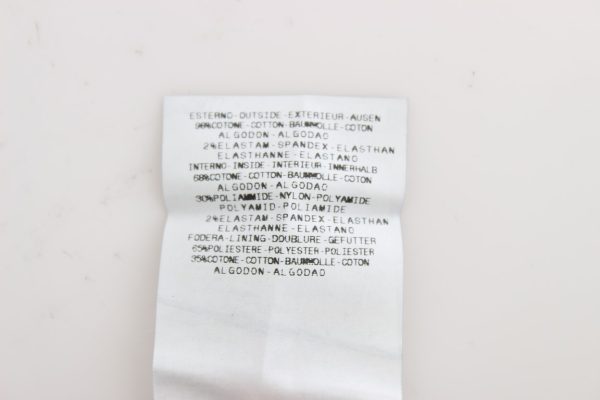 ESTERNO-OUTSIDE-EXTERIEUR-AUSEN
98%COTONE-COTTON-BAUMWOLLE-COTON
ALGODON-ALGODAO
2%ELASTAM-SPANDEX-ELASTHAN
ELASTHANNE-ELASTANO
INTERNO-INSIDE-INTERIEUR-INNERHALB
68%COTONE-COTTON-BAUMWOLLE-COTON
ALGODON-ALGODAO
30%POLIAMMIDE-NYLON-POLYAMIDE
POLYAMID-POLIAMIDE
2%ELASTAM-SPANDEX-ELASTHAN
ELASTHANNE-ELASTANO
FODERA-LINING-DOUBLURE-GEFUTTER
65%POLIESTERE-POLYESTER-POLIESTER
35%COTONE-COTTON-BAUMWOLLE-COTON
ALGODON-ALGODAO